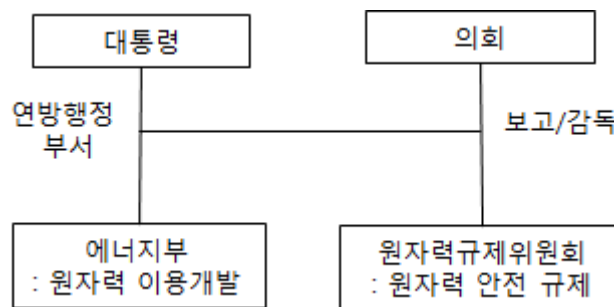 대통령
의회
연방행정
부서
보고/감독
에너지부
: 원자력 이용개발
원자력규제위원회
: 원자력 안전 규제